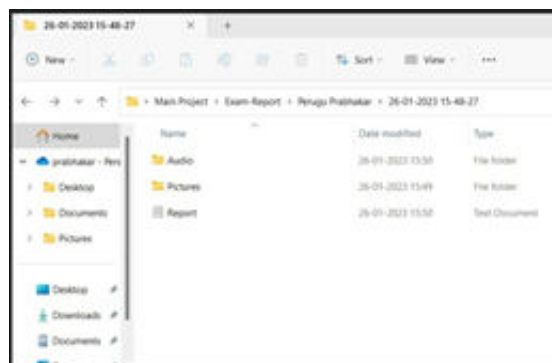 26-01-2023 15-48-27
New
Sort
View
Main Project > Exam-Report > Perugu Prabhakar > 26-01-2023 15-48-27
Home
Name
Date modified
Type
prabhakar - Pers
Audio
26-01-2023 15:50
File folder
Desktop
Pictures
26-01-2023 15:49
File folder
Documents
Report
26-01-2023 15:50
Text Document
Pictures
Desktop
Downloads
Documents